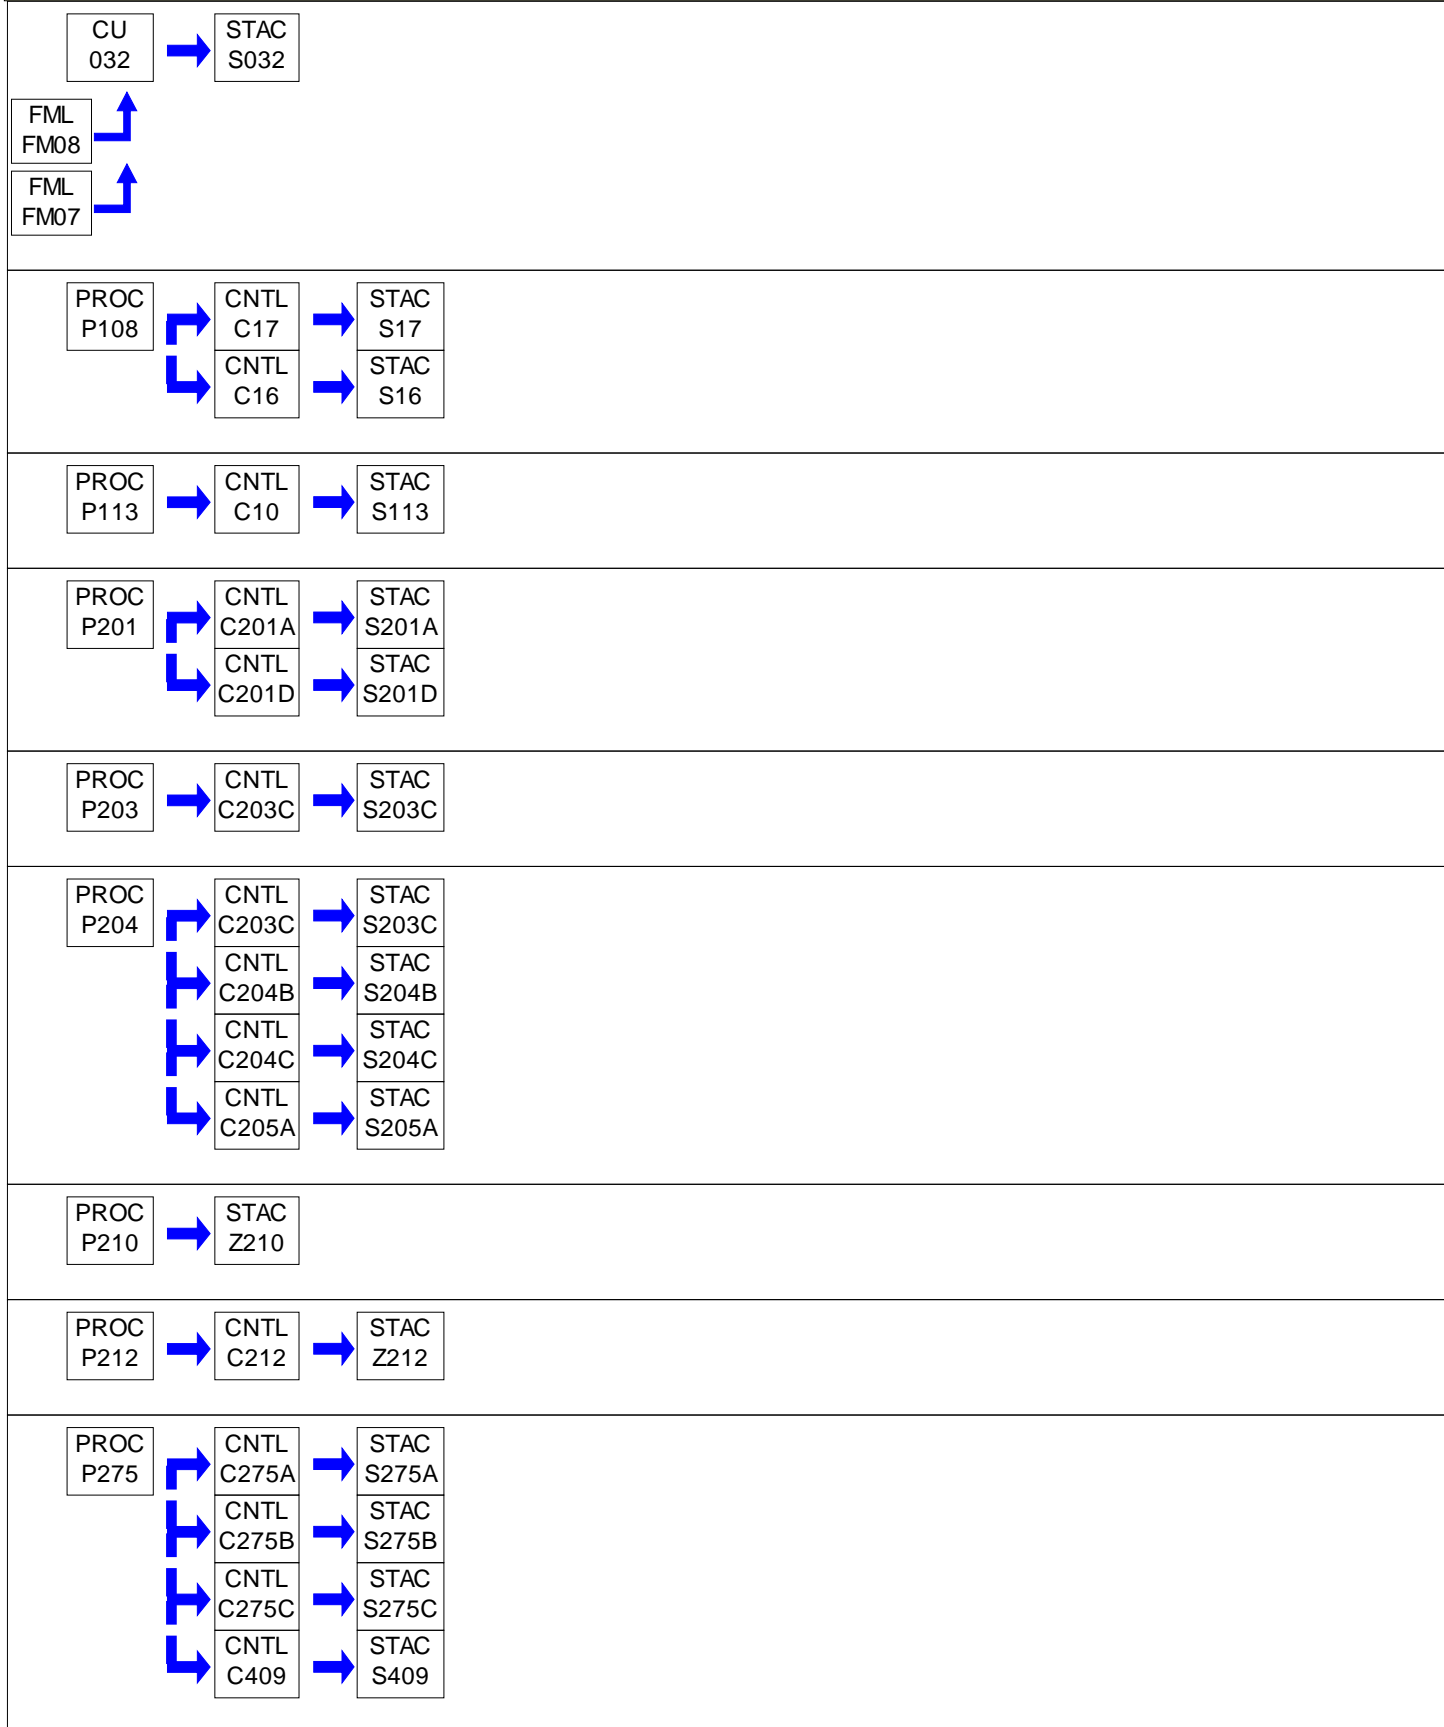 CU
032
STAC
S032
FML
FM08
FML
FM07
PROC
P108
CNTL
C17
STAC
S17
CNTL
C16
STAC
S16
PROC
P113
CNTL
C10
STAC
S113
PROC
P201
CNTL
C201A
STAC
S201A
CNTL
C201D
STAC
S201D
PROC
P203
CNTL
C203C
STAC
S203C
PROC
P204
CNTL
C203C
STAC
S203C
CNTL
C204B
STAC
S204B
CNTL
C204C
STAC
S204C
CNTL
C205A
STAC
S205A
PROC
P210
STAC
Z210
PROC
P212
CNTL
C212
STAC
Z212
PROC
P275
CNTL
C275A
STAC
S275A
CNTL
C275B
STAC
S275B
CNTL
C275C
STAC
S275C
CNTL
C409
STAC
S409